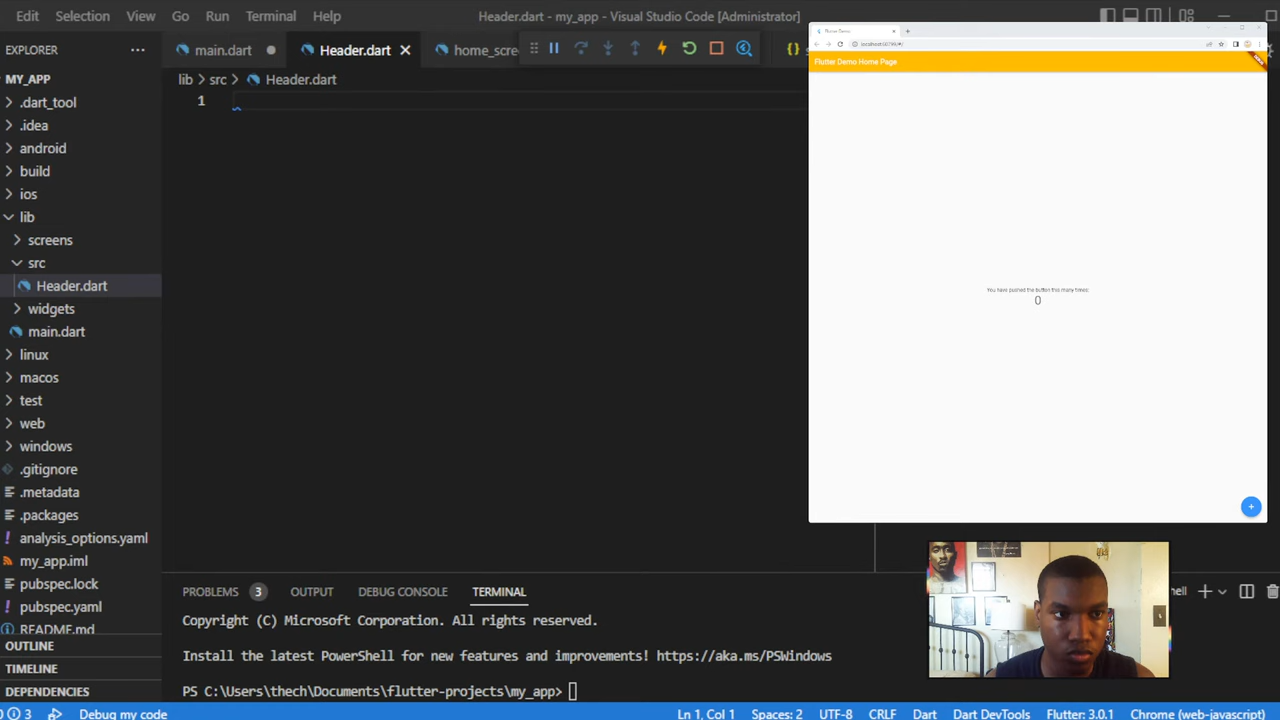 Edit View Go Run Terminal Help Header.dart - my_app - Visual Studio Code [Administrator]
EXPLORER
main.dart
Header.dart
home_scre
MY_APP
.dart_tool
.idea
android
build
ios
lib
screens
src
Header.dart
widgets
main.dart
linux
macos
test
web
windows
.gitignore
.metadata
.packages
analysis_options.yaml
my_app.iml
pubspec.lock
pubspec.yaml
README.md
OUTLINE
TIMELINE
DEPENDENCIES
lib > src > Header.dart
1
Flutter Demo
Flutter Demo Home Page
You have pushed the button this many times:
0
PROBLEMS 3 OUTPUT DEBUG CONSOLE TERMINAL
hell
Copyright (C) Microsoft Corporation. All rights reserved.
Install the latest PowerShell for new features and improvements! https://aka.ms/PSWindows
PS C:\Users\thech\Documents\flutter-projects\my_app>
0 3 Debug my code Ln 1, Col 1 Spaces: 2 UTF-8 CRLF Dart Dart DevTools Flutter: 3.0.1 Chrome (web-javascript)